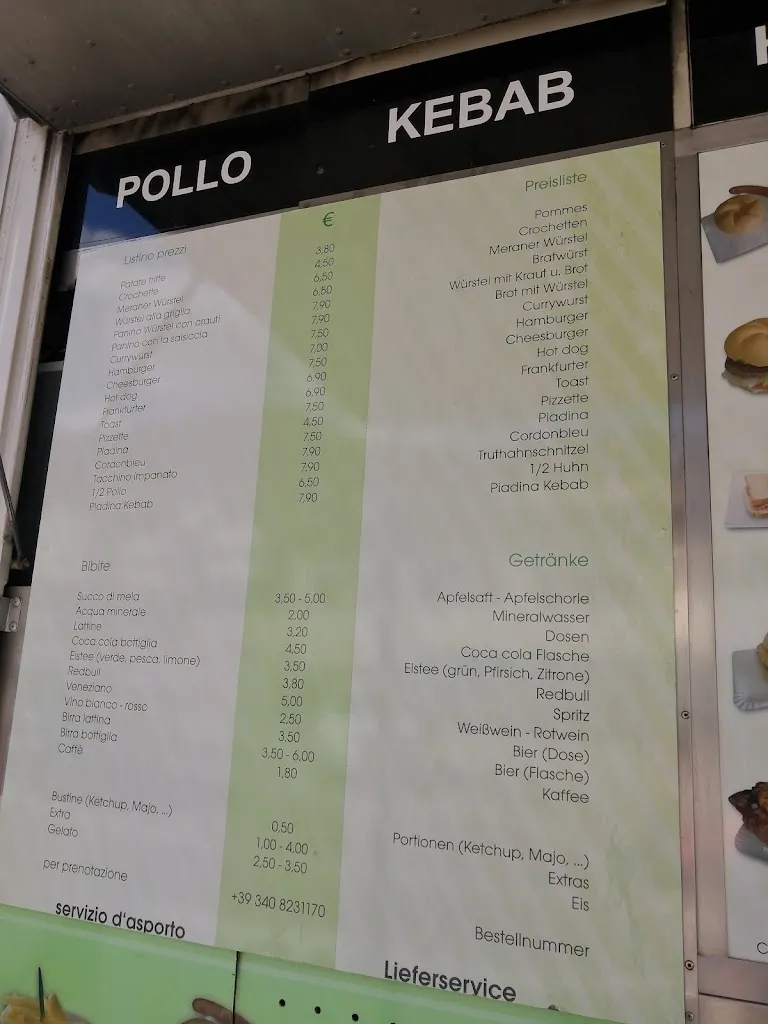 POLLO KEBAB
Listino prezzi € Preisliste
Patate fritte 3,80 Pommes
Crochette 4,50 Crochetten
Meraner Würstel 6,50 Meraner Würstel
Würstel alla griglia 6,50 Bratwürst
Panino Würstel con crauti 7,90 Würstel mit Kraut u. Brot
Panino con la salsiccia 7,90 Brot mit Würstel
Currywurst 7,50 Currywurst
Hamburger 7,00 Hamburger
Cheesburger 7,50 Cheesburger
Hot dog 6,90 Hot dog
Frankfurter 6,90 Frankfurter
Toast 7,50 Toast
Pizzette 4,50 Pizzette
Piadina 7,50 Piadina
Cordonbleu 7,90 Cordonbleu
Tacchino impanato 7,90 Truthahnschnitzel
1/2 Pollo 6,50 1/2 Huhn
Piadina Kebab 7,90 Piadina Kebab
Bibite Getränke
Succo di mela 3,50 - 5,00 Apfelsaft - Apfelschorle
Acqua minerale 2,00 Mineralwasser
Lattine 3,20 Dosen
Coca cola bottiglia 4,50 Coca cola Flasche
Eistee (verde, pesca, limone) 3,50 Eistee (grün, Pfirsich, Zitrone)
Redbull 3,80 Redbull
Veneziano 5,00 Spritz
Vino bianco - rosso 2,50 Weißwein - Rotwein
Birra lattina 3,50 Bier (Dose)
Birra bottiglia 3,50 - 6,00 Bier (Flasche)
Caffè 1,80 Kaffee
Bustine (Ketchup, Majo, ...) 0,50 Portionen (Ketchup, Majo, ...)
Extra 1,00 - 4,00 Extras
Gelato 2,50 - 3,50 Eis
per prenotazione +39 340 8231170 Bestellnummer
servizio d'asporto Lieferservice